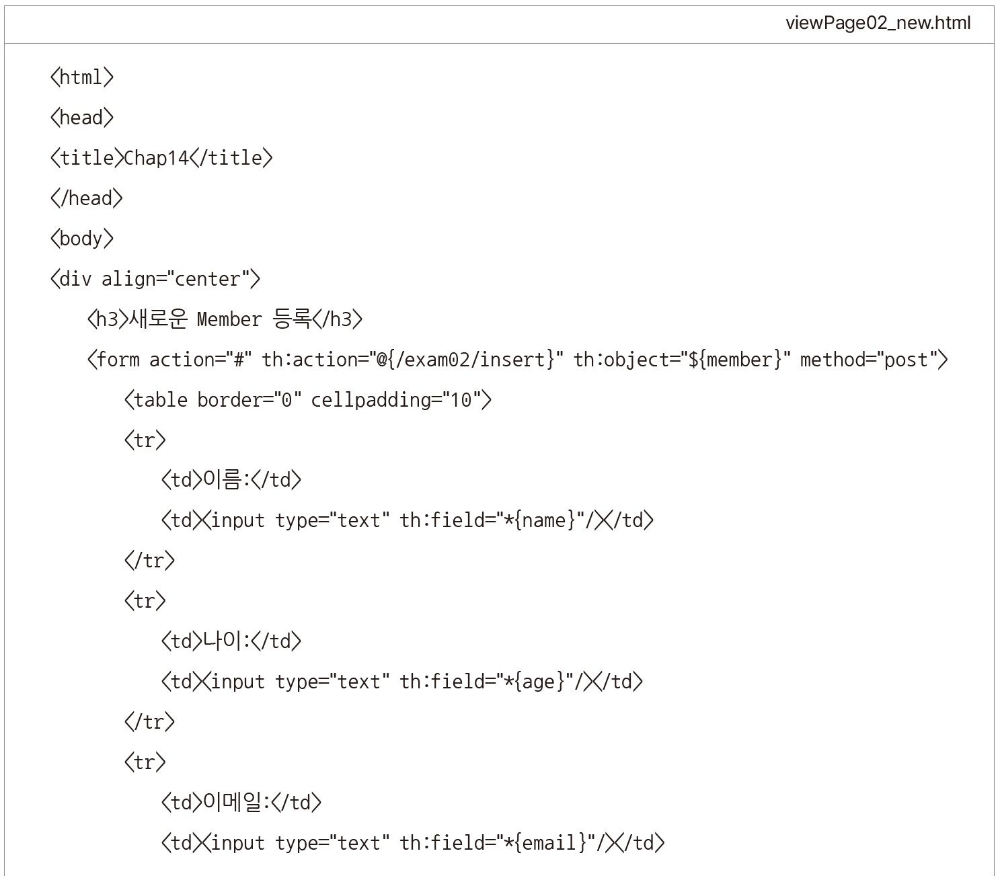 viewPage02_new.html
<html>
<head>
<title>Chap14</title>
</head>
<body>
<div align="center">
<h3>새로운 Member 등록</h3>
<form action="#" th:action="@{/exam02/insert}" th:object="${member}" method="post">
<table border="0" cellpadding="10">
<tr>
<td>이름:</td>
<td><input type="text" th:field="*{name}"/></td>
</tr>
<tr>
<td>나이:</td>
<td><input type="text" th:field="*{age}"/></td>
</tr>
<tr>
<td>이메일:</td>
<td><input type="text" th:field="*{email}"/></td>